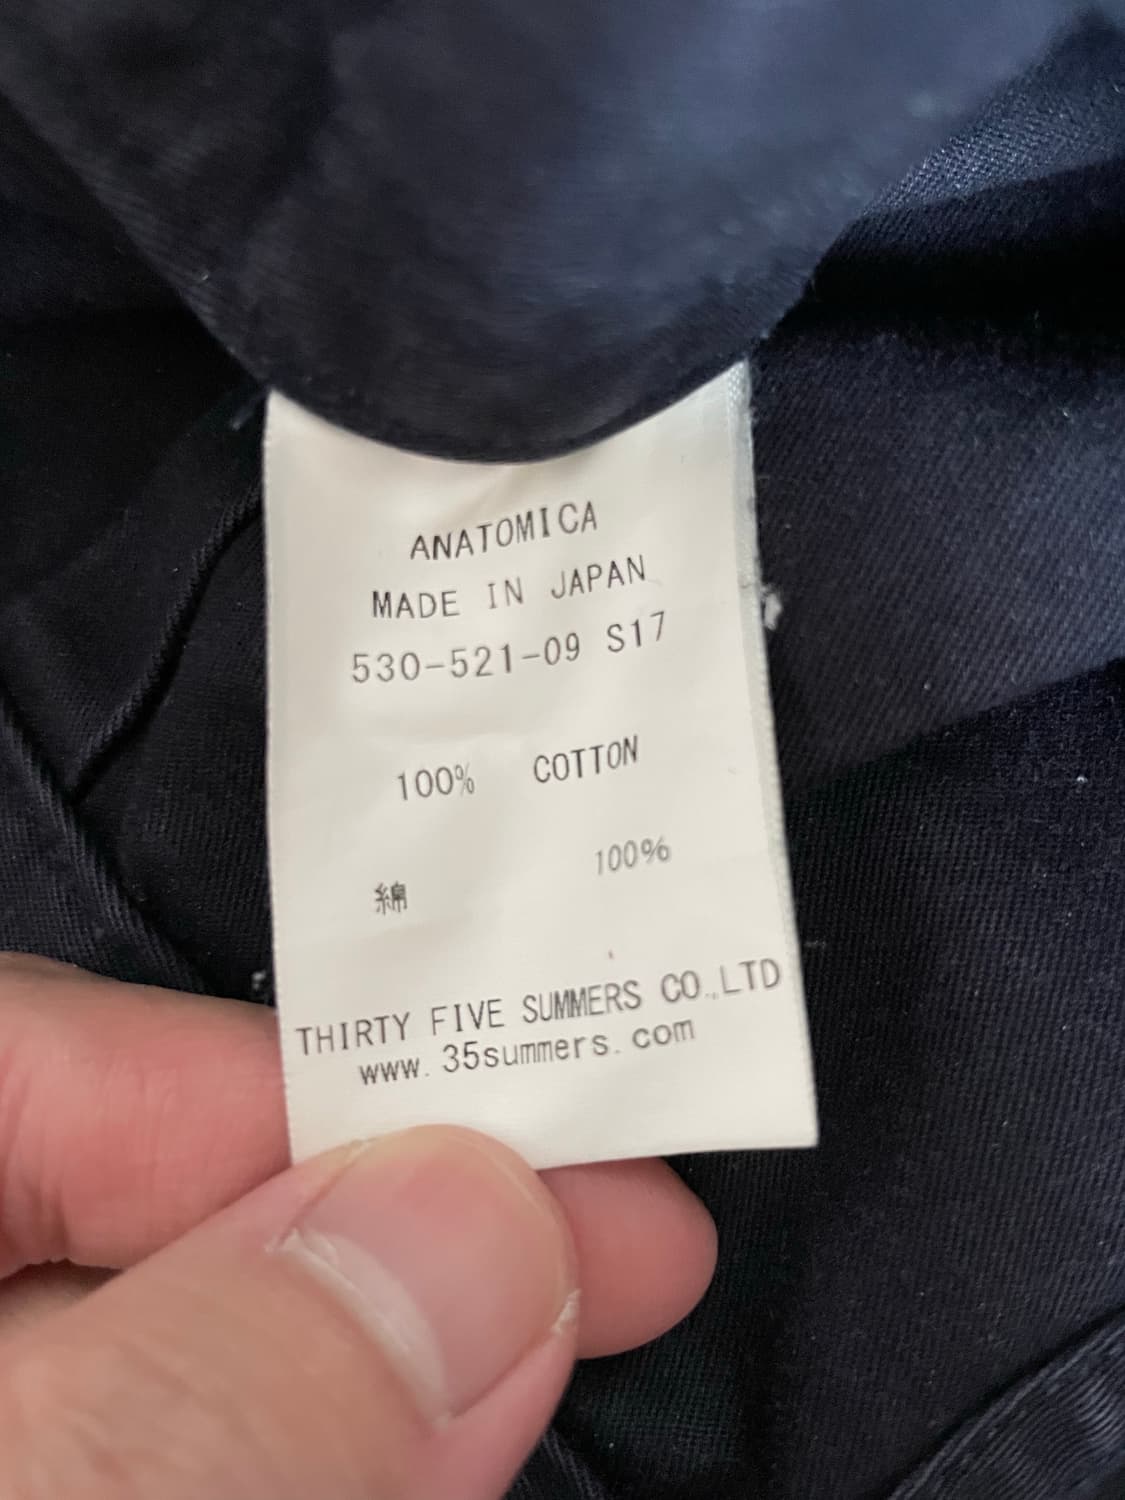 ANATOMICA
MADE IN JAPAN
530-521-09 S17
100% COTTON
綿 100%
THIRTY FIVE SUMMERS CO.,LTD
www.35summers.com